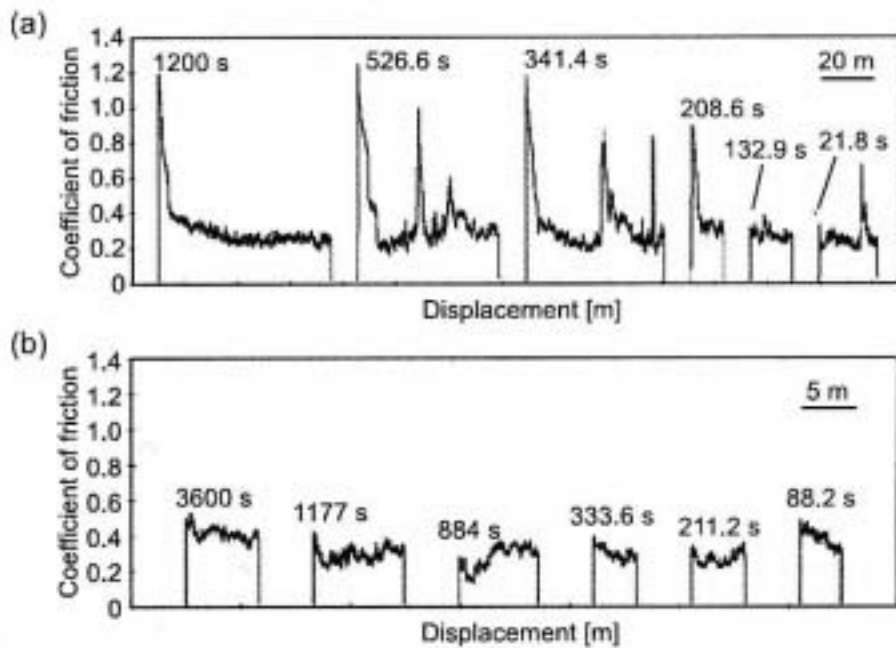 (a)
Coefficient of friction
1.4
1.2
1.0
0.8
0.6
0.4
0.2
0
1200 s
526.6 s
341.4 s
208.6 s
132.9 s
21.8 s
20 m
Displacement [m]
(b)
Coefficient of friction
1.4
1.2
1.0
0.8
0.6
0.4
0.2
0
3600 s
1177 s
884 s
333.6 s
211.2 s
88.2 s
5 m
Displacement [m]